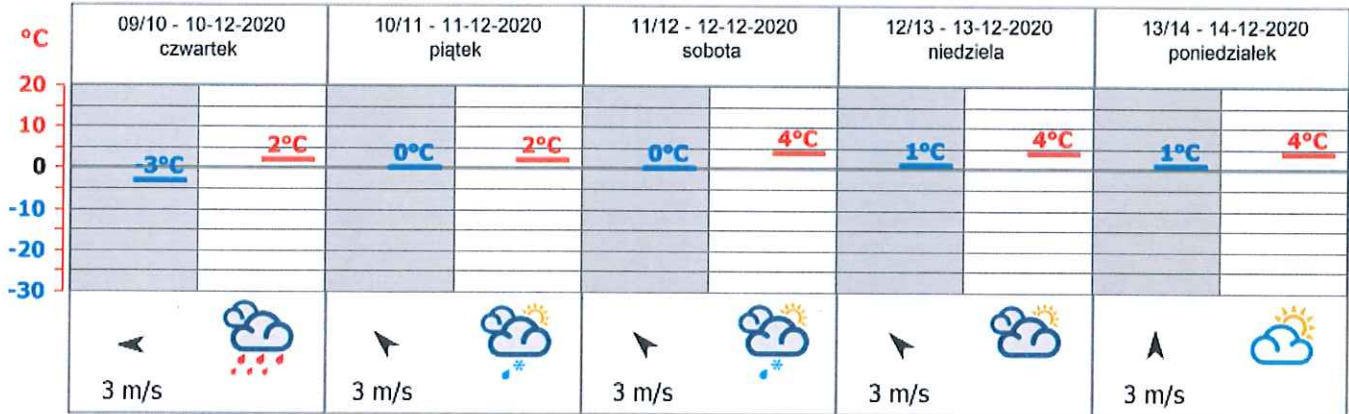 °C
09/10 - 10-12-2020
czwartek
10/11 - 11-12-2020
piątek
11/12 - 12-12-2020
sobota
12/13 - 13-12-2020
niedziela
13/14 - 14-12-2020
poniedziałek
20
10
0
-10
-20
-30
-3°C
2°C
0°C
2°C
0°C
4°C
1°C
4°C
1°C
4°C
3 m/s
3 m/s
3 m/s
3 m/s
3 m/s